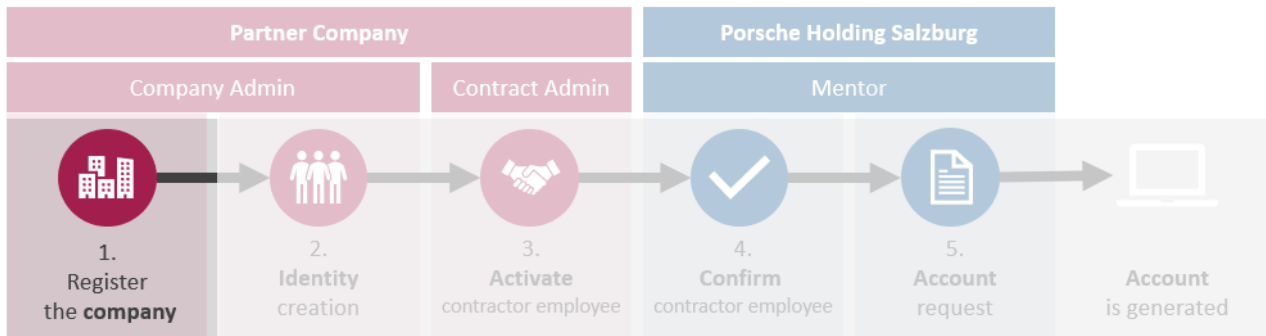 Partner Company
Porsche Holding Salzburg
Company Admin
Contract Admin
Mentor
1.
Register
the company
2.
Identity
creation
3.
Activate
contractor employee
4.
Confirm
contractor employee
5.
Account
request
Account
is generated